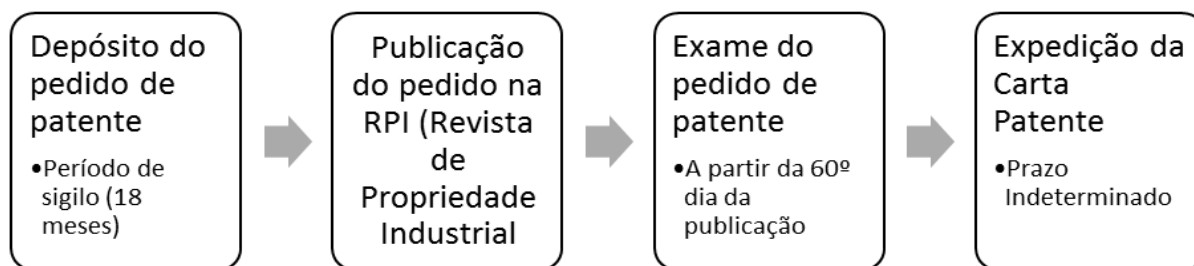 Depósito do
pedido de
patente
•Período de
sigilo (18
meses)
Publicação
do pedido na
RPI (Revista
de
Propriedade
Industrial
Exame do
pedido de
patente
•A partir da 60º
dia da
publicação
Expedição da
Carta
Patente
•Prazo
Indeterminado